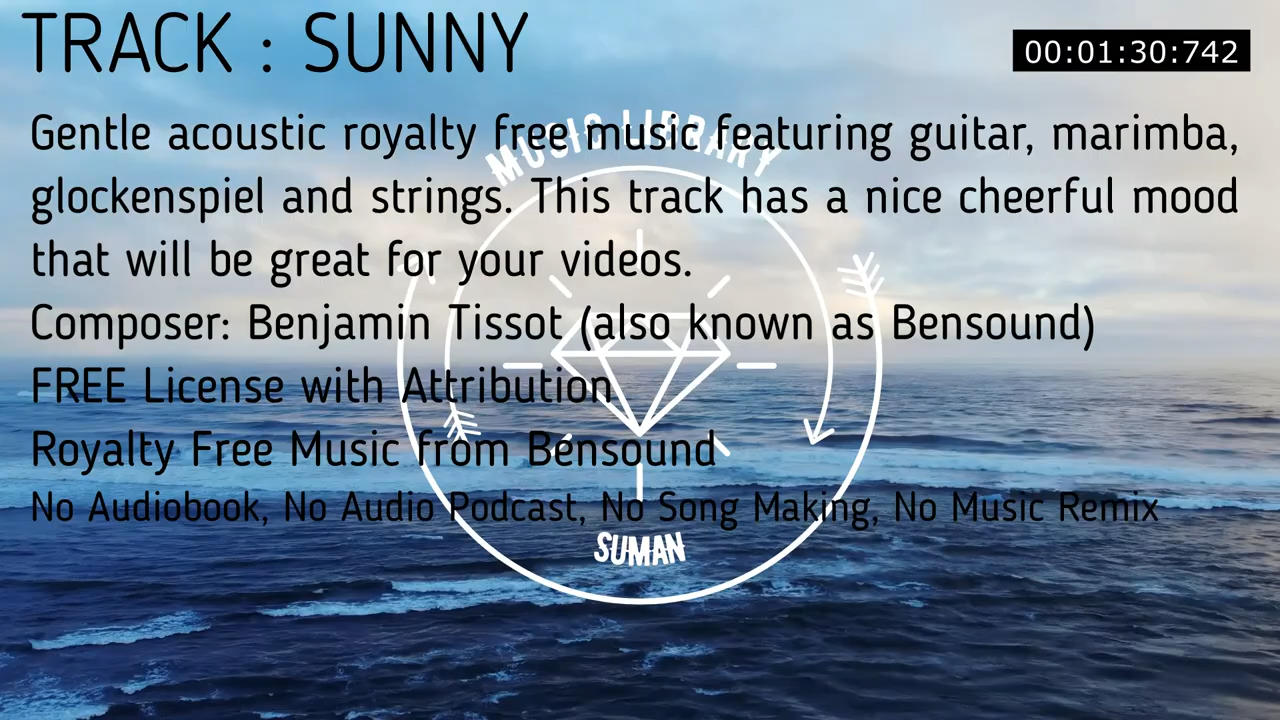 TRACK : SUNNY
00:01:30:742
MUSIC LIBRARY
Gentle acoustic royalty free music featuring guitar, marimba,
glockenspiel and strings. This track has a nice cheerful mood
that will be great for your videos.
Composer: Benjamin Tissot (also known as Bensound)
FREE License with Attribution
Royalty Free Music from Bensound
No Audiobook, No Audio Podcast, No Song Making, No Music Remix
SUMAN